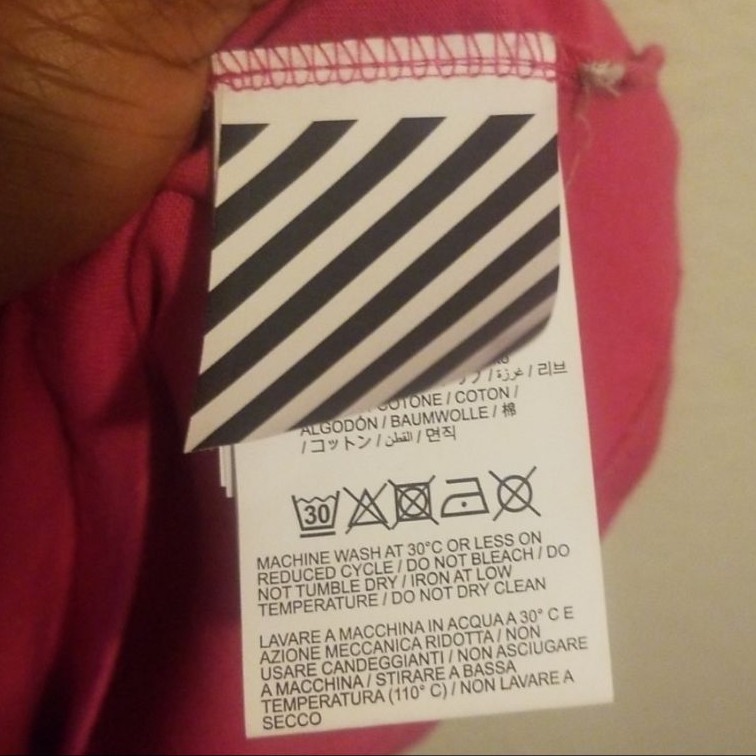 / غرزة / 리브
COTONE / COTON /
ALGODÓN / BAUMWOLLE / 棉
/ コットン / القطن / 면직
30
MACHINE WASH AT 30°C OR LESS ON
REDUCED CYCLE / DO NOT BLEACH / DO
NOT TUMBLE DRY / IRON AT LOW
TEMPERATURE / DO NOT DRY CLEAN
LAVARE A MACCHINA IN ACQUA A 30° C E
AZIONE MECCANICA RIDOTTA / NON
USARE CANDEGGIANTI / NON ASCIUGARE
A MACCHINA / STIRARE A BASSA
TEMPERATURA (110° C) / NON LAVARE A
SECCO